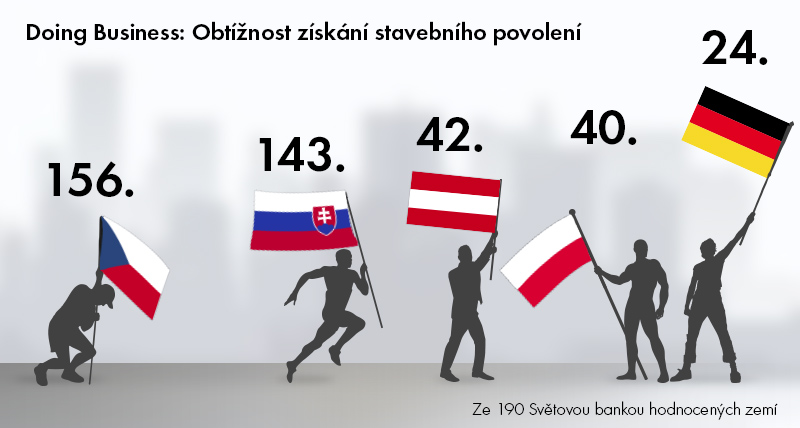 Doing Business: Obtížnost získání stavebního povolení
156.
143.
42.
40.
24.
Ze 190 Světovou bankou hodnocených zemí